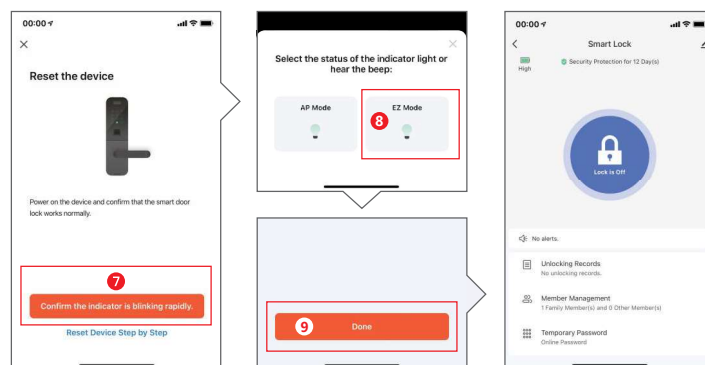 00:00
Reset the device
Power on the device and confirm that the smart door
lock works normally.
7
Confirm the indicator is blinking rapidly.
Reset Device Step by Step
Select the status of the indicator light or
hear the beep:
AP Mode
8
EZ Mode
9
Done
00:00
Smart Lock
High
Security Protection for 12 Day(s)
Lock is Off
No alerts.
Unlocking Records
No unlocking records.
Member Management
1 Family Member(s) and 0 Other Member(s)
Temporary Password
Online Password